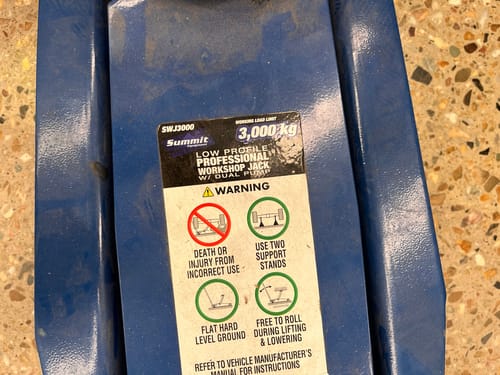 SWJ3000
WORKING LOAD LIMIT
Summit
3,000 kg
LOW PROFILE
PROFESSIONAL
WORKSHOP JACK
W/ DUAL PUMP
WARNING
DEATH OR
INJURY FROM
INCORRECT USE
USE TWO
SUPPORT
STANDS
FLAT HARD
LEVEL GROUND
FREE TO ROLL
DURING LIFTING
& LOWERING
REFER TO VEHICLE MANUFACTURER'S
MANUAL FOR INSTRUCTIONS